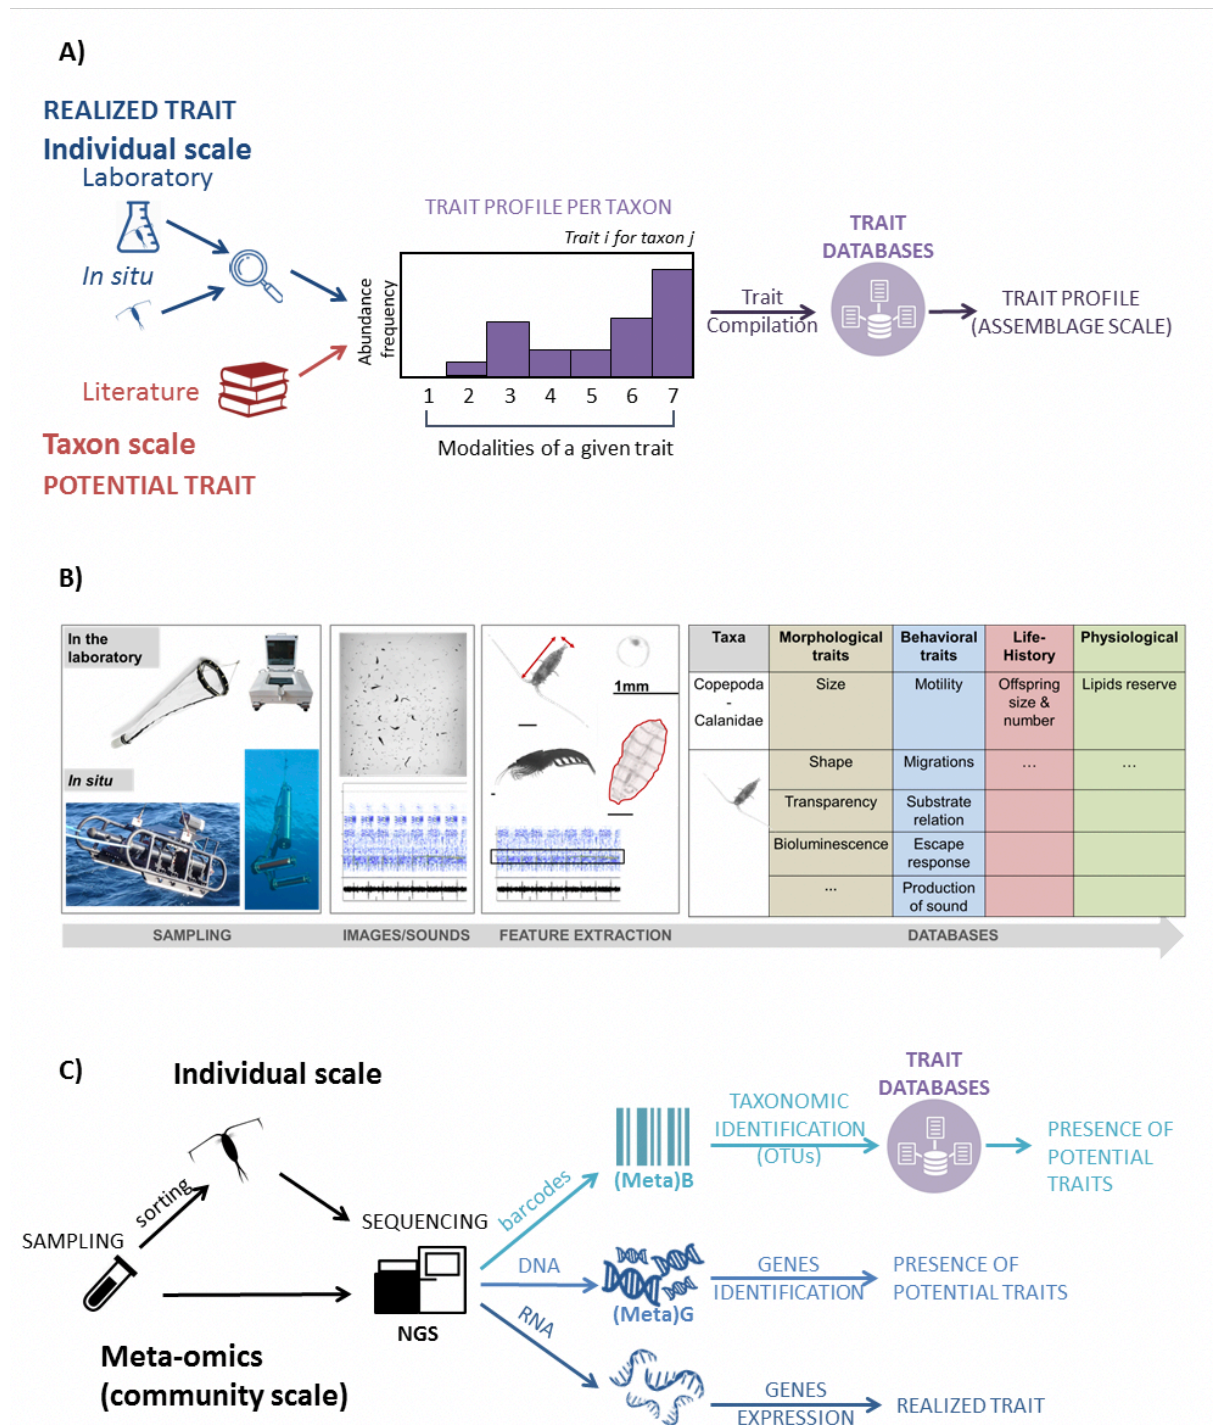 A)
REALIZED TRAIT
Individual scale
Laboratory
In situ
Literature
Taxon scale
POTENTIAL TRAIT
TRAIT PROFILE PER TAXON
Trait i for taxon j
Abundance
frequency
1 2 3 4 5 6 7
Modalities of a given trait
Trait
Compilation
TRAIT
DATABASES
TRAIT PROFILE
(ASSEMBLAGE SCALE)
B)
In the
laboratory
In situ
1mm
Taxa
Morphological
traits
Behavioral
traits
Life-
History
Physiological
Copepoda
-
Calanidae
Size
Motility
Offspring
size &
number
Lipids reserve
Shape
Migrations
...
...
Transparency
Substrate
relation
Bioluminescence
Escape
response
...
Production
of sound
SAMPLING
IMAGES/SOUNDS
FEATURE EXTRACTION
DATABASES
C)
Individual scale
SAMPLING
sorting
Meta-omics
(community scale)
SEQUENCING
NGS
barcodes
DNA
RNA
(Meta)B
TAXONOMIC
IDENTIFICATION
(OTUs)
TRAIT
DATABASES
PRESENCE OF
POTENTIAL
TRAITS
(Meta)G
GENES
IDENTIFICATION
PRESENCE OF
POTENTIAL TRAITS
GENES
EXPRESSION
REALIZED TRAIT